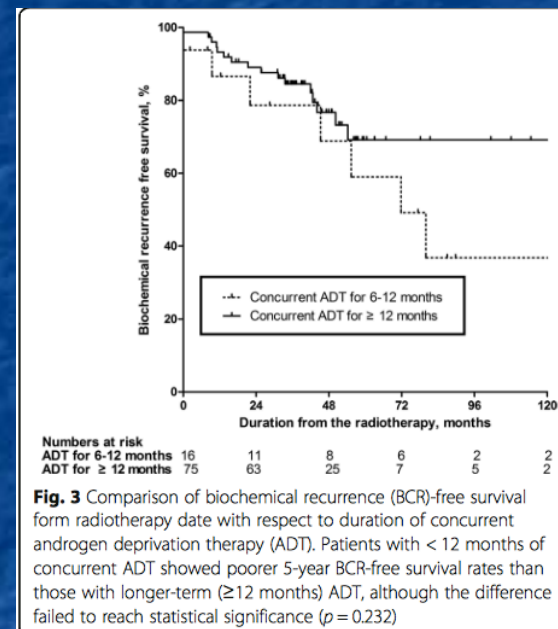 100
80
60
40
20
0
Biochemical recurrence free survival, %
Concurrent ADT for 6-12 months
Concurrent ADT for ≥ 12 months
0 24 48 72 96 120
Duration from the radiotherapy, months
Numbers at risk
ADT for 6-12 months 16 11 8 6 2 2
ADT for ≥ 12 months 75 63 25 7 5 2
Fig. 3 Comparison of biochemical recurrence (BCR)-free survival
form radiotherapy date with respect to duration of concurrent
androgen deprivation therapy (ADT). Patients with < 12 months of
concurrent ADT showed poorer 5-year BCR-free survival rates than
those with longer-term (≥12 months) ADT, although the difference
failed to reach statistical significance (p = 0.232)